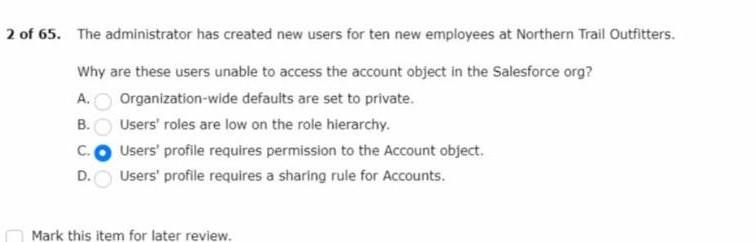 2 of 65. The administrator has created new users for ten new employees at Northern Trail Outfitters.
Why are these users unable to access the account object in the Salesforce org?
A. Organization-wide defaults are set to private.
B. Users' roles are low on the role hierarchy.
C. Users' profile requires permission to the Account object.
D. Users' profile requires a sharing rule for Accounts.
Mark this item for later review.